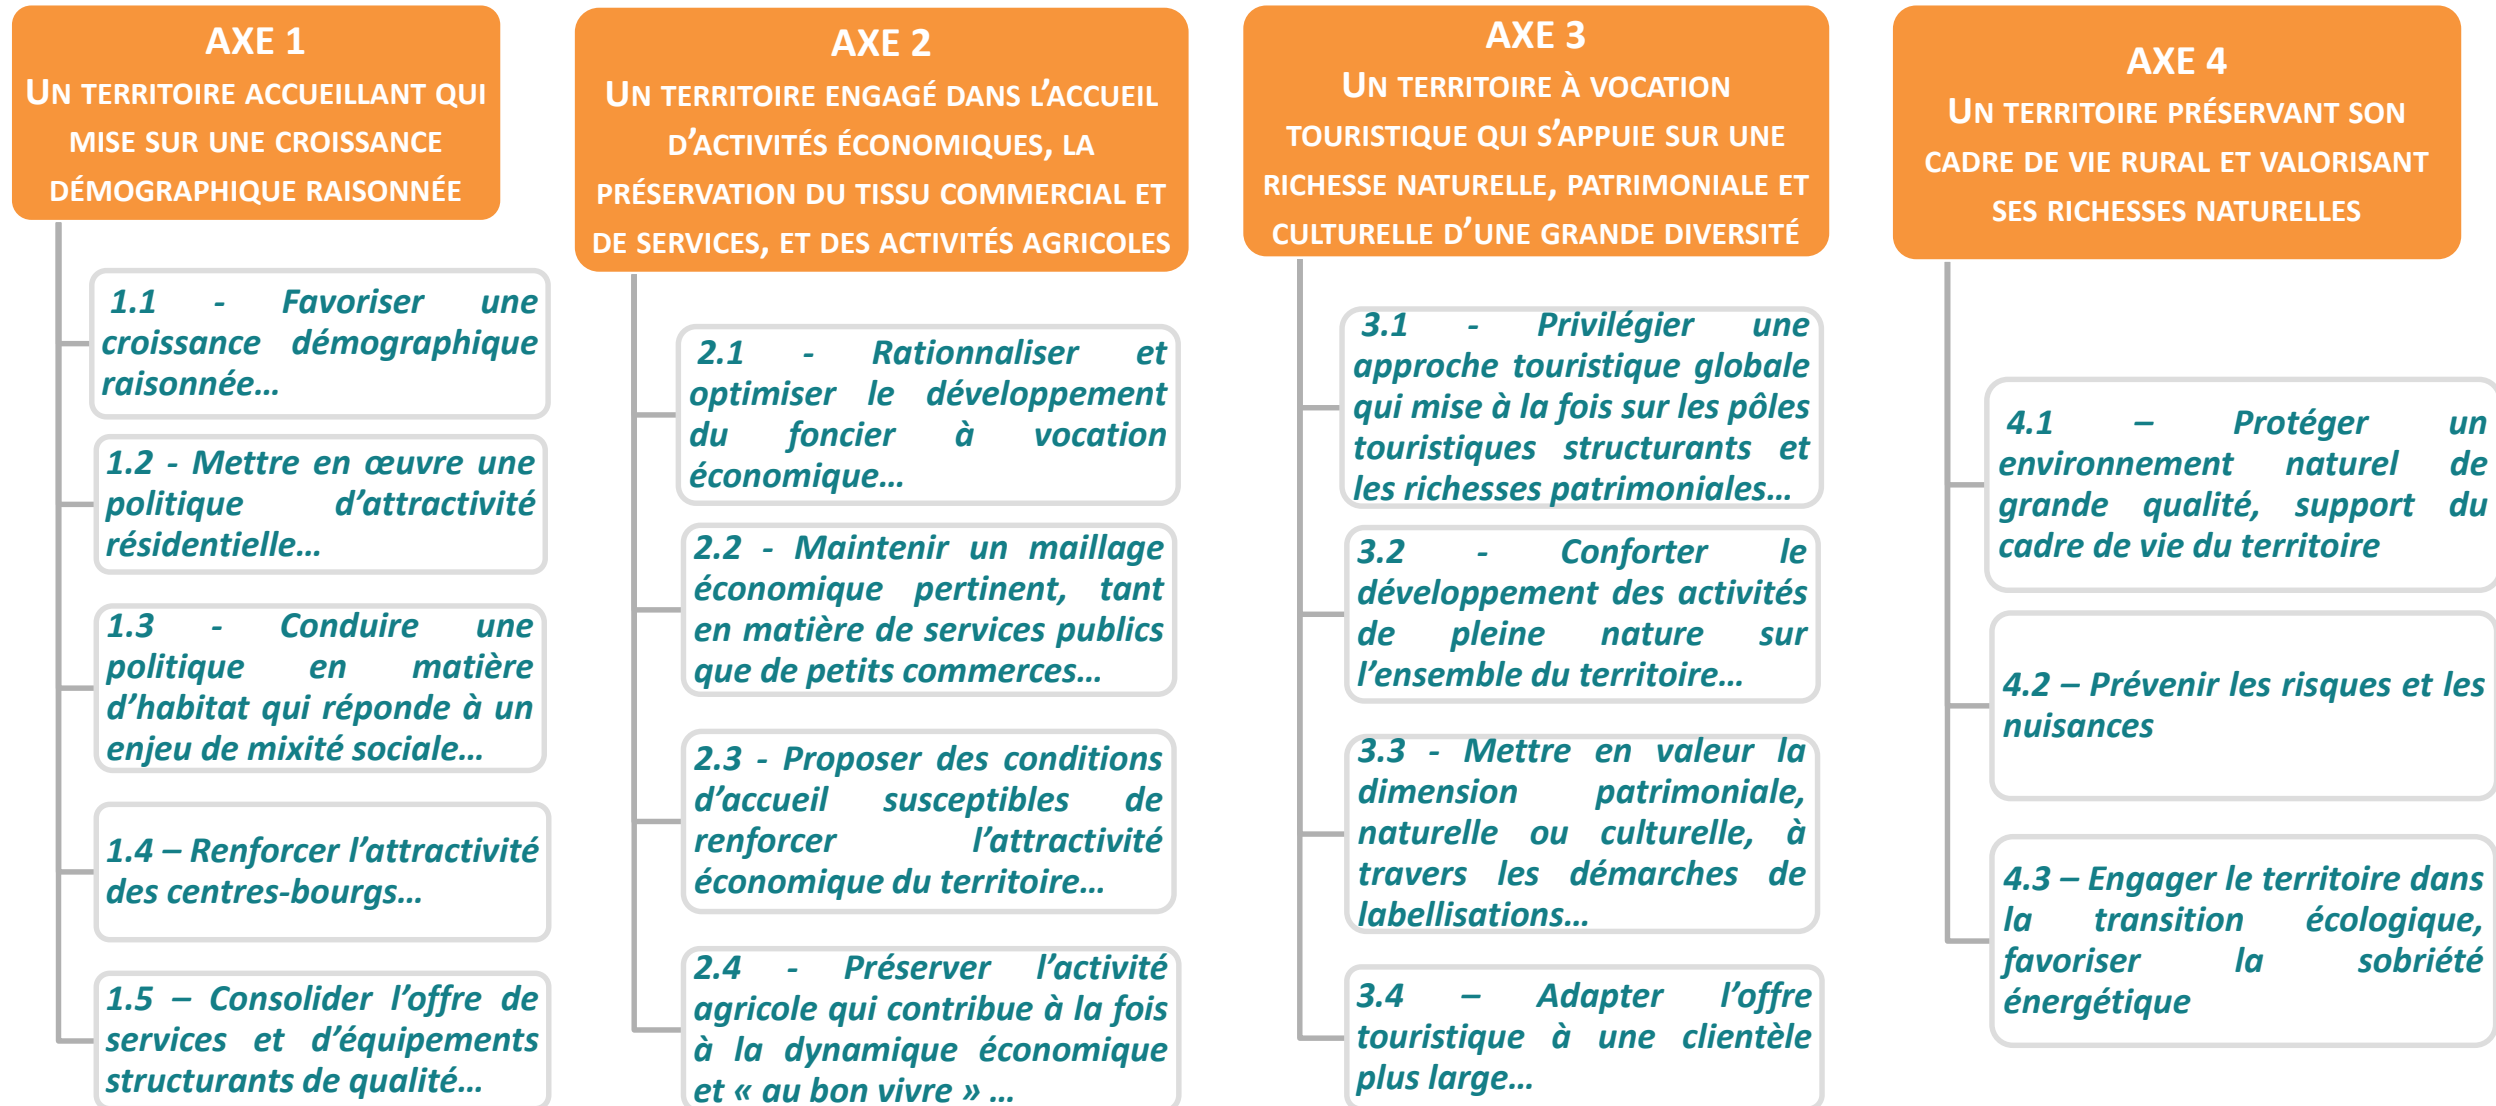 AXE 1
UN TERRITOIRE ACCUEILLANT QUI
MISE SUR UNE CROISSANCE
DÉMOGRAPHIQUE RAISONNÉE
1.1 - Favoriser une
croissance démographique
raisonnée…
1.2 - Mettre en œuvre une
politique d’attractivité
résidentielle…
1.3 - Conduire une
politique en matière
d’habitat qui réponde à un
enjeu de mixité sociale…
1.4 – Renforcer l’attractivité
des centres-bourgs…
1.5 – Consolider l’offre de
services et d’équipements
structurants de qualité…
AXE 2
UN TERRITOIRE ENGAGÉ DANS L’ACCUEIL
D’ACTIVITÉS ÉCONOMIQUES, LA
PRÉSERVATION DU TISSU COMMERCIAL ET
DE SERVICES, ET DES ACTIVITÉS AGRICOLES
2.1 - Rationnaliser et
optimiser le développement
du foncier à vocation
économique…
2.2 - Maintenir un maillage
économique pertinent, tant
en matière de services publics
que de petits commerces…
2.3 - Proposer des conditions
d’accueil susceptibles de
renforcer l’attractivité
économique du territoire…
2.4 - Préserver l’activité
agricole qui contribue à la fois
à la dynamique économique
et « au bon vivre » …
AXE 3
UN TERRITOIRE À VOCATION
TOURISTIQUE QUI S’APPUIE SUR UNE
RICHESSE NATURELLE, PATRIMONIALE ET
CULTURELLE D’UNE GRANDE DIVERSITÉ
3.1 - Privilégier une
approche touristique globale
qui mise à la fois sur les pôles
touristiques structurants et
les richesses patrimoniales…
3.2 - Conforter le
développement des activités
de pleine nature sur
l’ensemble du territoire…
3.3 - Mettre en valeur la
dimension patrimoniale,
naturelle ou culturelle, à
travers les démarches de
labellisations…
3.4 – Adapter l’offre
touristique à une clientèle
plus large…
AXE 4
UN TERRITOIRE PRÉSERVANT SON
CADRE DE VIE RURAL ET VALORISANT
SES RICHESSES NATURELLES
4.1 – Protéger un
environnement naturel de
grande qualité, support du
cadre de vie du territoire
4.2 – Prévenir les risques et les
nuisances
4.3 – Engager le territoire dans
la transition écologique,
favoriser la sobriété
énergétique